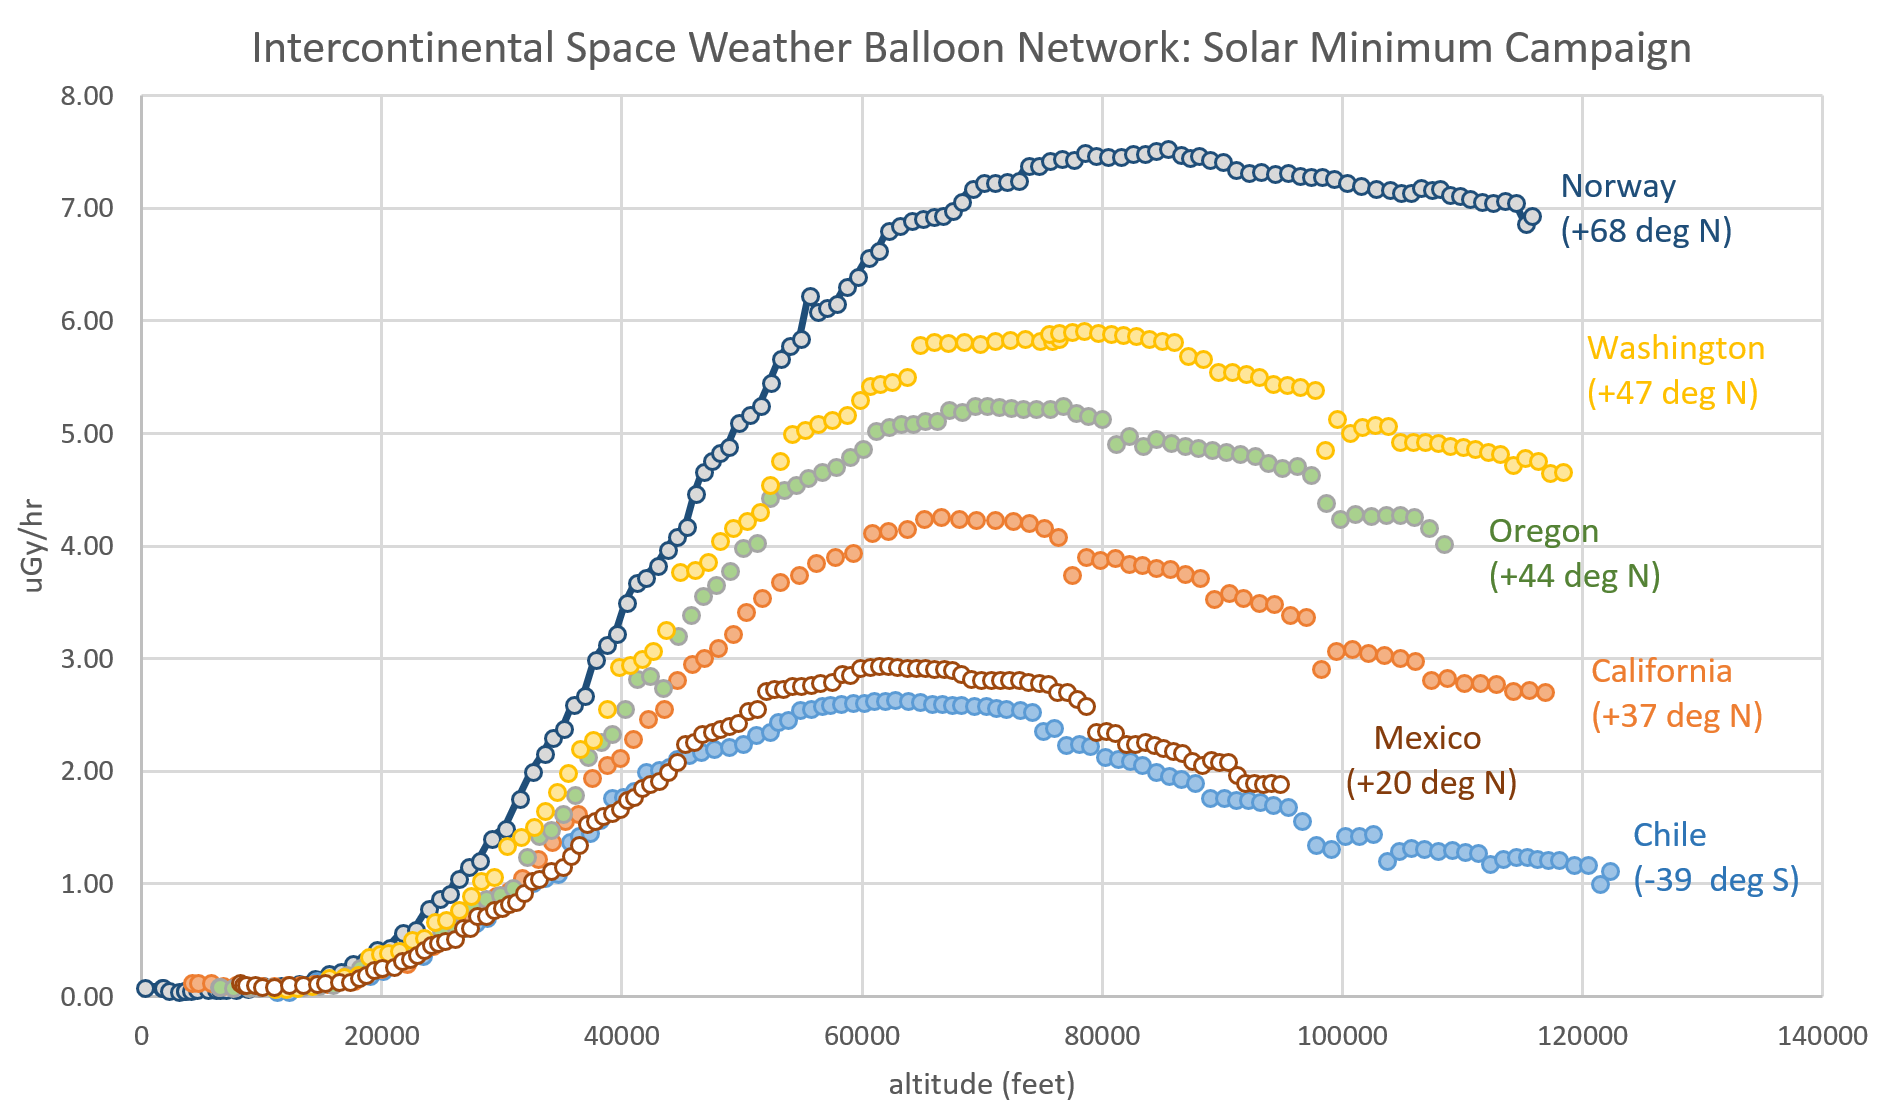 Intercontinental Space Weather Balloon Network: Solar Minimum Campaign
8.00
7.00
6.00
5.00
4.00
3.00
2.00
1.00
0.00
uGy/hr
0 20000 40000 60000 80000 100000 120000 140000
altitude (feet)
Norway
(+68 deg N)
Washington
(+47 deg N)
Oregon
(+44 deg N)
California
(+37 deg N)
Mexico
(+20 deg N)
Chile
(-39  deg S)